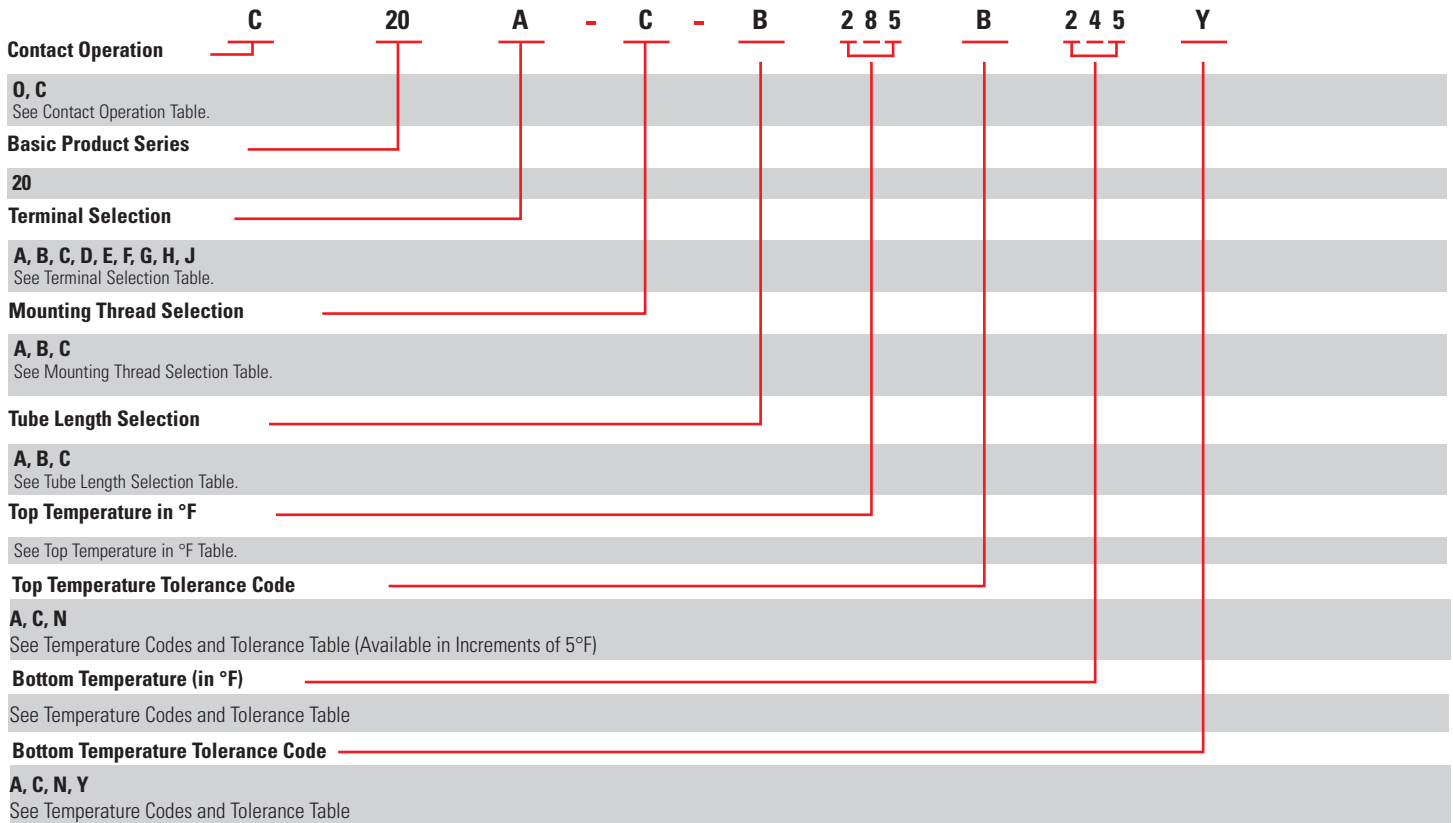 C 20 A - C - B 2 8 5 B 2 4 5 Y
Contact Operation
O, C
See Contact Operation Table.
Basic Product Series
20
Terminal Selection
A, B, C, D, E, F, G, H, J
See Terminal Selection Table.
Mounting Thread Selection
A, B, C
See Mounting Thread Selection Table.
Tube Length Selection
A, B, C
See Tube Length Selection Table.
Top Temperature in °F
See Top Temperature in °F Table.
Top Temperature Tolerance Code
A, C, N
See Temperature Codes and Tolerance Table (Available in Increments of 5°F)
Bottom Temperature (in °F)
See Temperature Codes and Tolerance Table
Bottom Temperature Tolerance Code
A, C, N, Y
See Temperature Codes and Tolerance Table